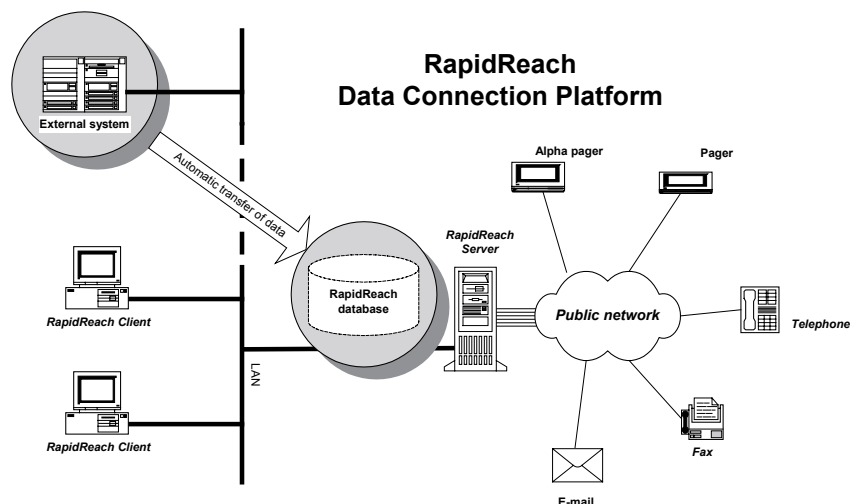 RapidReach
Data Connection Platform
External system
Automatic transfer of data
Alpha pager
Pager
RapidReach
Server
RapidReach
database
Public network
Telephone
RapidReach Client
LAN
RapidReach Client
Fax
E-mail